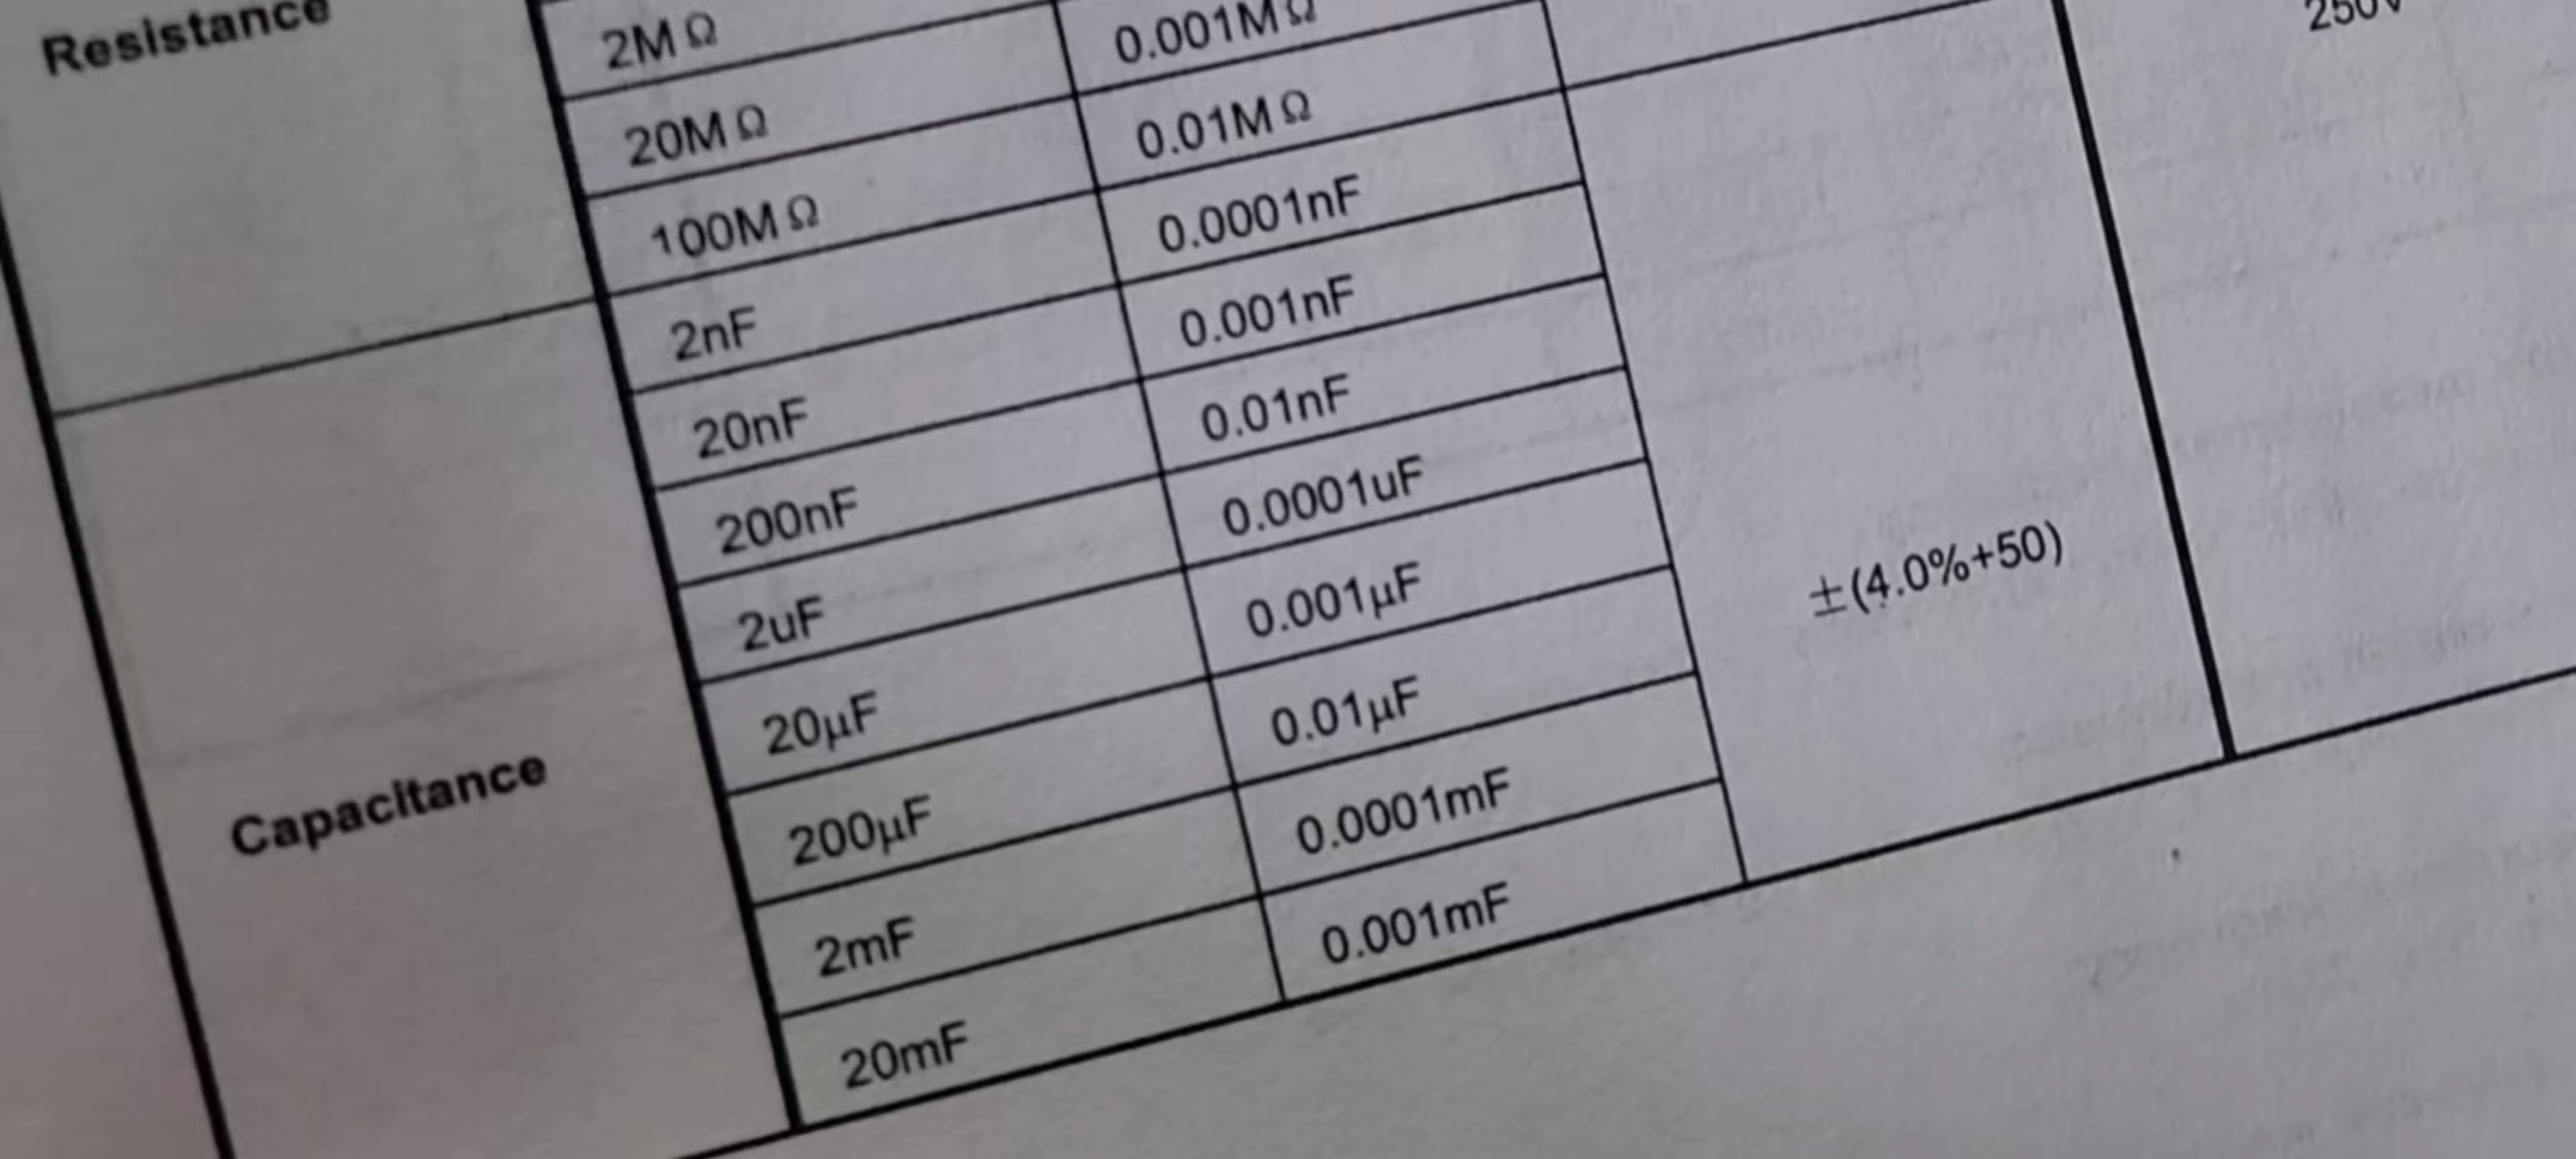 Resistance
2MΩ
20MΩ 0.001MΩ
100MΩ 0.01MΩ
250V
2nF 0.0001nF
20nF 0.001nF
200nF 0.01nF
2uF 0.0001uF
20μF 0.001μF
Capacitance
200μF 0.01μF
±(4.0%+50)
2mF 0.0001mF
20mF 0.001mF